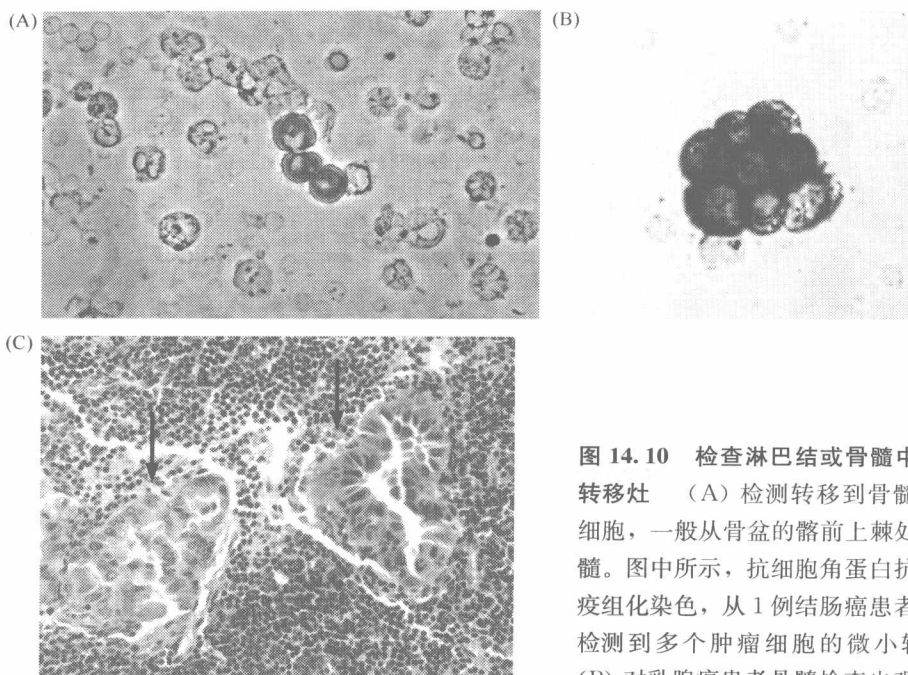 (A)
(B)
(C)
图 14.10 检查淋巴结或骨髓中
转移灶 (A) 检测转移到骨髓
细胞，一般从骨盆的髂前上棘处
髓。图中所示，抗细胞角蛋白抗
疫组化染色，从 1 例结肠癌患者
检测到多个肿瘤细胞的微小转